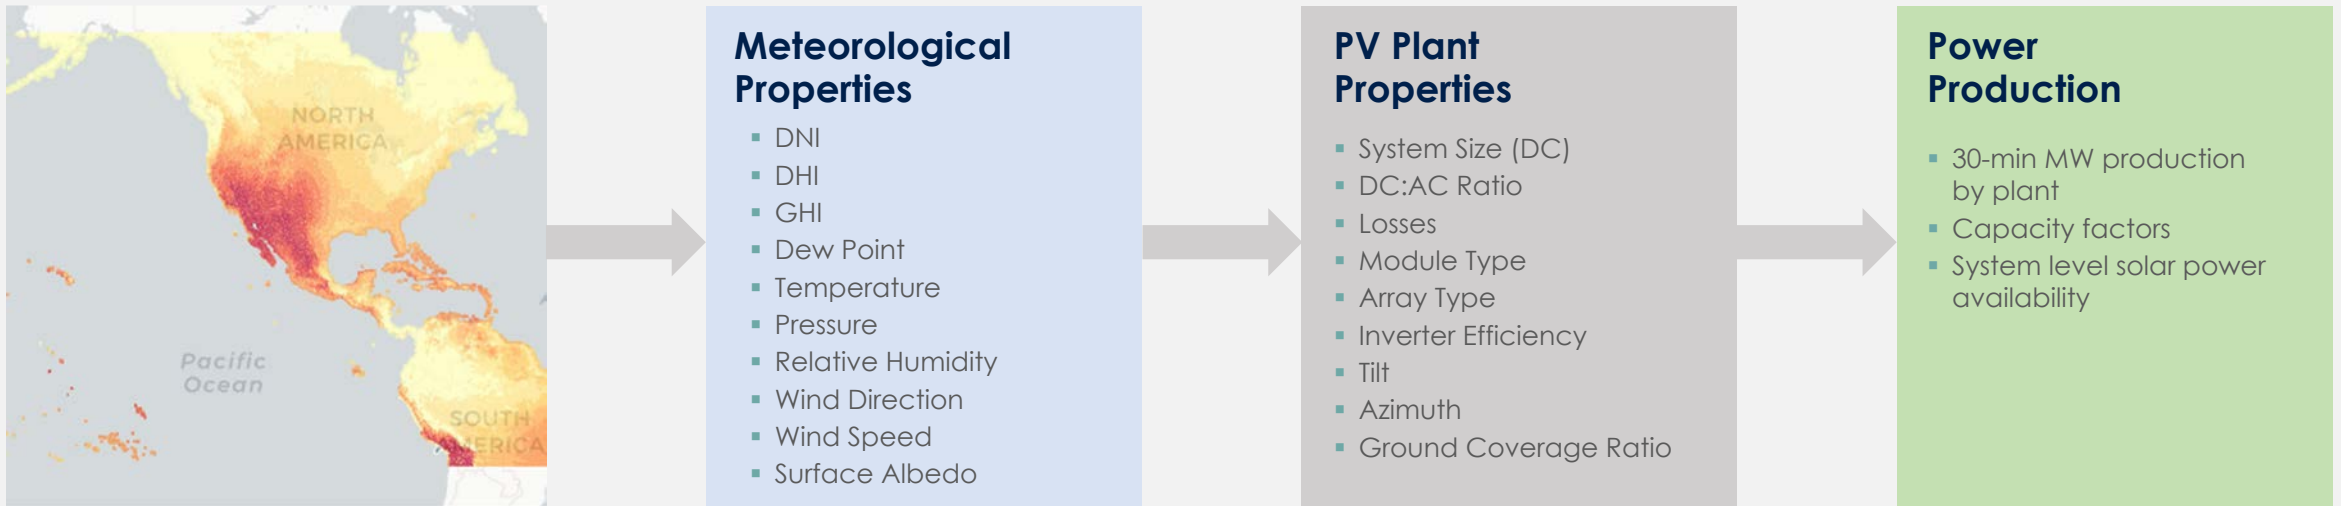 NORTH
AMERICA
Pacific
Ocean
SOUTH
AMERICA
Meteorological
Properties
▪ DNI
▪ DHI
▪ GHI
▪ Dew Point
▪ Temperature
▪ Pressure
▪ Relative Humidity
▪ Wind Direction
▪ Wind Speed
▪ Surface Albedo
PV Plant
Properties
▪ System Size (DC)
▪ DC:AC Ratio
▪ Losses
▪ Module Type
▪ Array Type
▪ Inverter Efficiency
▪ Tilt
▪ Azimuth
▪ Ground Coverage Ratio
Power
Production
▪ 30-min MW production
by plant
▪ Capacity factors
▪ System level solar power
availability